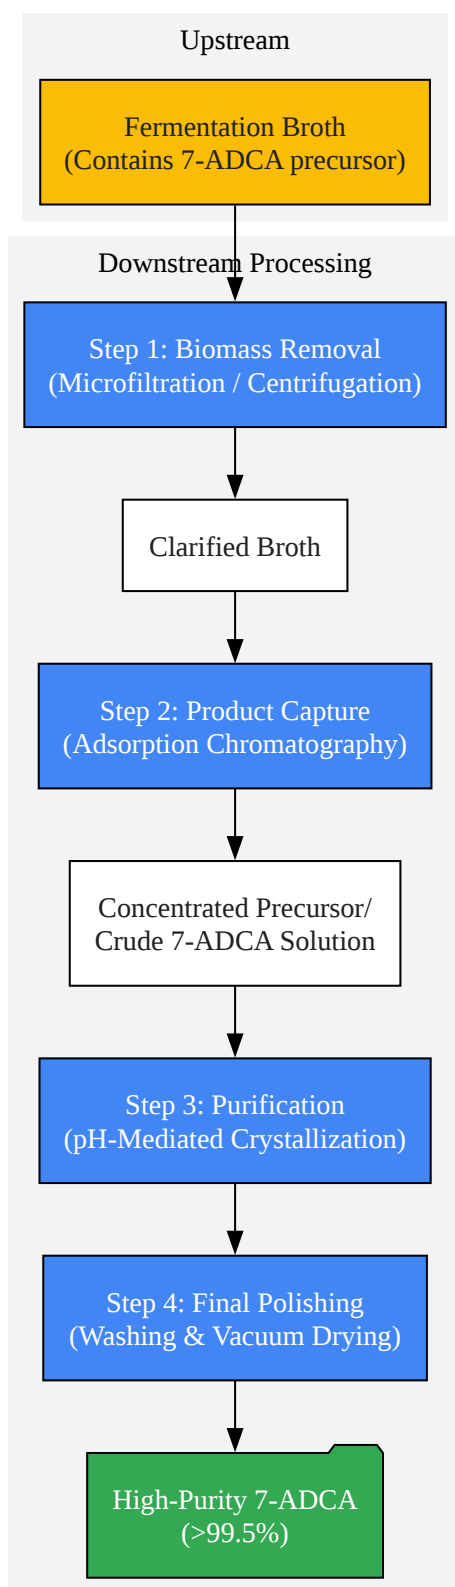 Upstream
Fermentation Broth
(Contains 7-ADCA precursor)
Downstream Processing
Step 1: Biomass Removal
(Microfiltration / Centrifugation)
Clarified Broth
Step 2: Product Capture
(Adsorption Chromatography)
Concentrated Precursor/
Crude 7-ADCA Solution
Step 3: Purification
(pH-Mediated Crystallization)
Step 4: Final Polishing
(Washing & Vacuum Drying)
High-Purity 7-ADCA
(>99.5%)